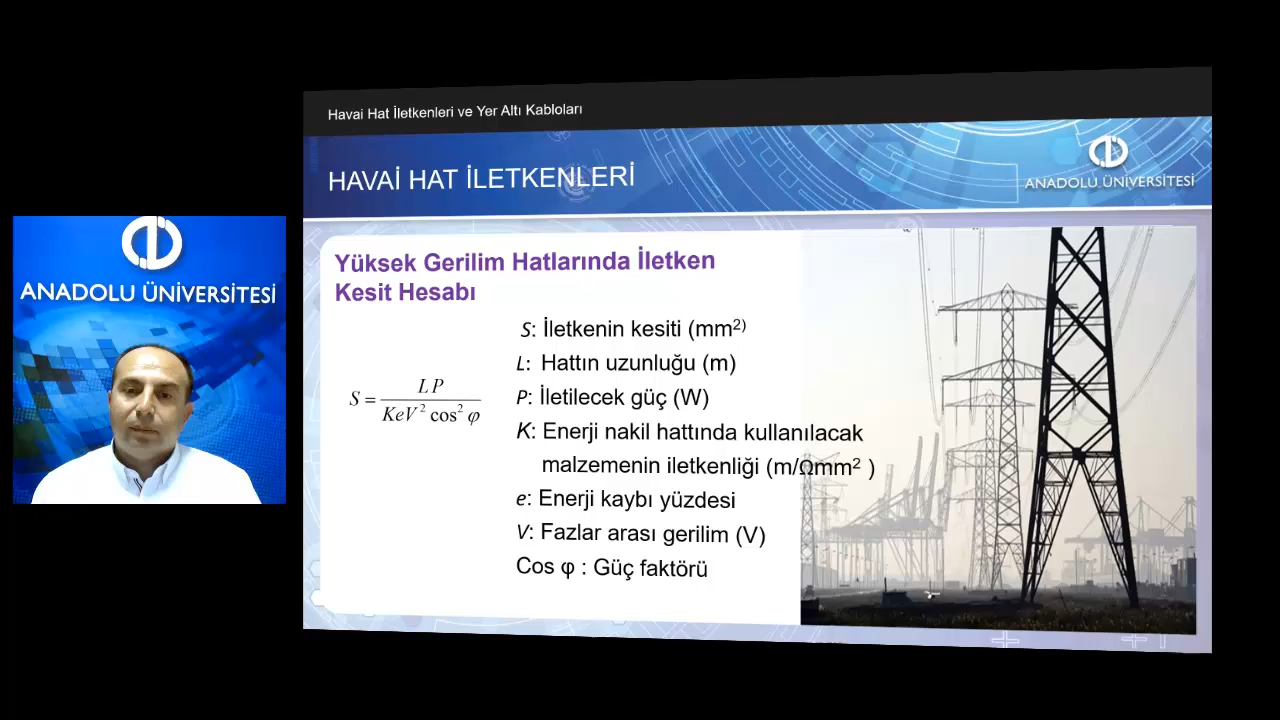 Havai Hat İletkenleri ve Yer Altı Kabloları
HAVAİ HAT İLETKENLERİ
ANADOLU ÜNİVERSİTESİ
ANADOLU ÜNİVERSİTESİ
Yüksek Gerilim Hatlarında İletken
Kesit Hesabı
S = L P / KeV² cos² φ
S: İletkenin kesiti (mm²⁾
L: Hattın uzunluğu (m)
P: İletilecek güç (W)
K: Enerji nakil hattında kullanılacak
malzemenin iletkenliği (m/Ωmm² )
e: Enerji kaybı yüzdesi
V: Fazlar arası gerilim (V)
Cos φ : Güç faktörü